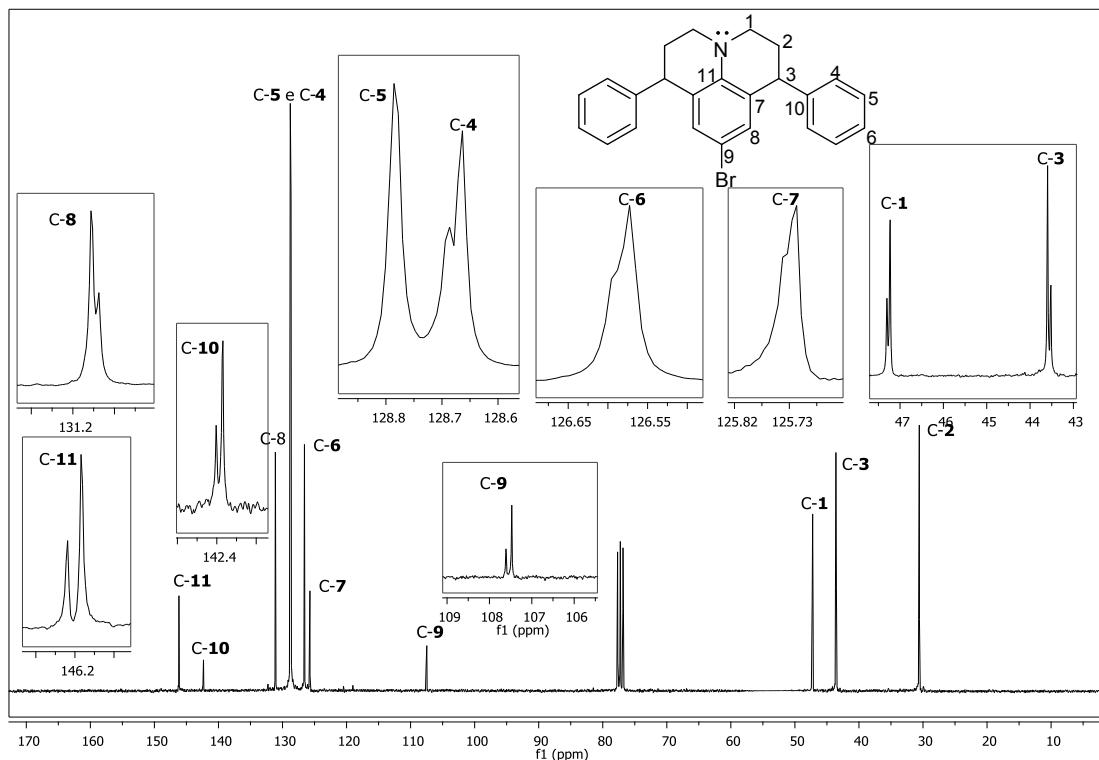 1
N
2
11
3
4
10
5
7
8
6
9
Br
C-5 e C-4
C-5
C-4
128.8 128.7 128.6
C-8
131.2
C-6
126.65 126.55
C-7
125.82 125.73
C-3
C-1
47 46 45 44 43
C-10
142.4
C-11
146.2
C-8
C-6
C-2
C-9
109 108 107 106
f1 (ppm)
C-3
C-1
C-11
C-7
C-10
C-9
170 160 150 140 130 120 110 100 90 80 70 60 50 40 30 20 10
f1 (ppm)